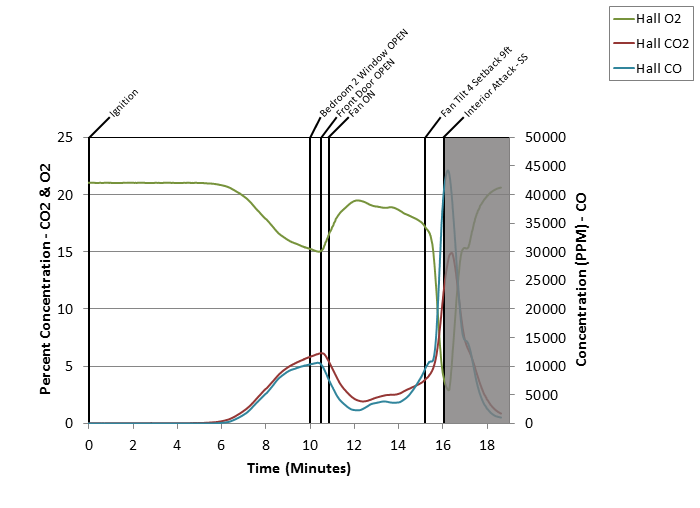 Hall O2
Hall CO2
Hall CO
Ignition
Bedroom 2 Window OPEN
Front Door OPEN
Fan ON
Fan Tilt 4 Setback 9ft
Interior Attack - SS
Percent Concentration - CO2 & O2
25
20
15
10
5
0
50000
45000
40000
35000
30000
25000
20000
15000
10000
5000
0
Concentration (PPM) - CO
0 2 4 6 8 10 12 14 16 18
Time (Minutes)